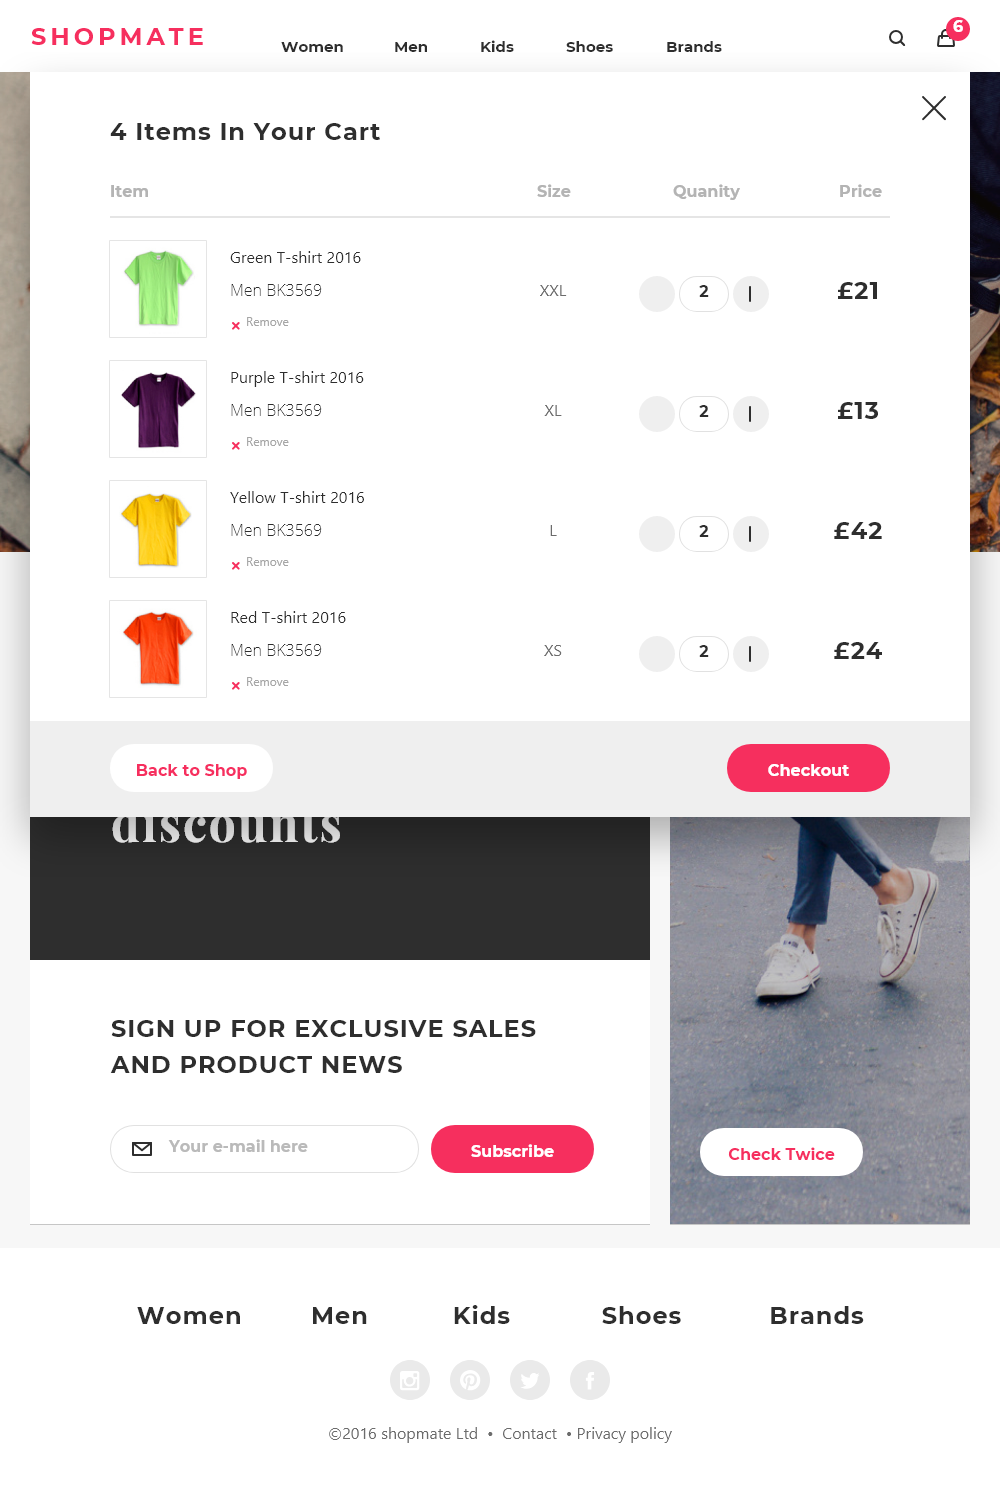 SHOPMATE
Women Men Kids Shoes Brands
6
4 Items In Your Cart
Item Size Quanity Price
Green T-shirt 2016
Men BK3569
Remove
XXL 2 £21
Purple T-shirt 2016
Men BK3569
Remove
XL 2 £13
Yellow T-shirt 2016
Men BK3569
Remove
L 2 £42
Red T-shirt 2016
Men BK3569
Remove
XS 2 £24
Back to Shop Checkout
discounts
SIGN UP FOR EXCLUSIVE SALES
AND PRODUCT NEWS
Your e-mail here Subscribe
Check Twice
Women Men Kids Shoes Brands
©2016 shopmate Ltd • Contact • Privacy policy